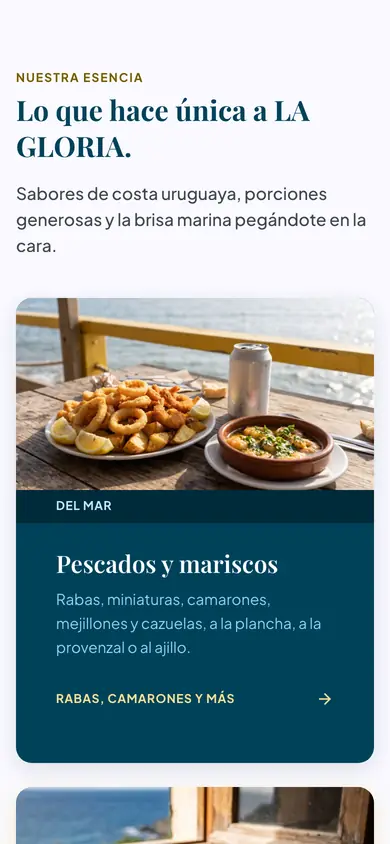 NUESTRA ESENCIA
Lo que hace única a LA
GLORIA.
Sabores de costa uruguaya, porciones
generosas y la brisa marina pegándote en la
cara.
DEL MAR
Pescados y mariscos
Rabas, miniaturas, camarones,
mejillones y cazuelas, a la plancha, a la
provenzal o al ajillo.
RABAS, CAMARONES Y MÁS